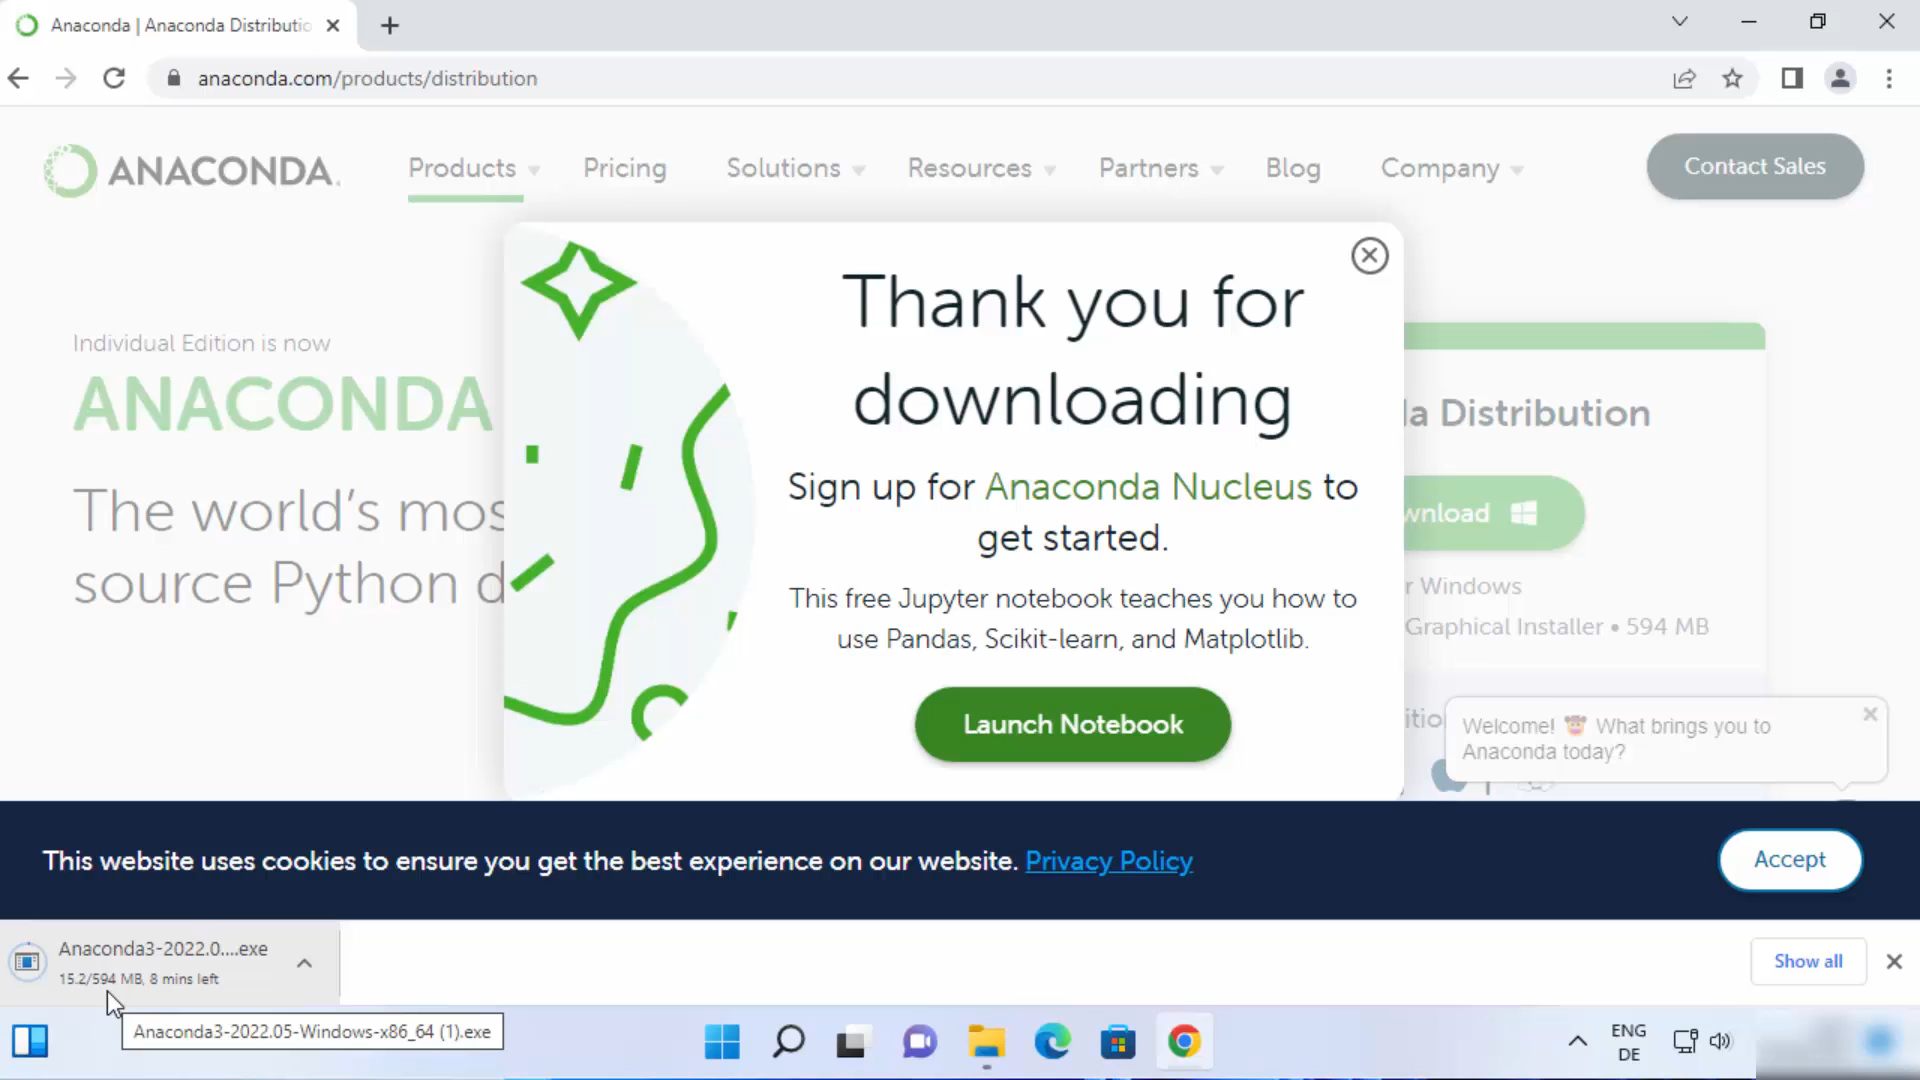 Anaconda | Anaconda Distributio
anaconda.com/products/distribution
ANACONDA.
Products
Pricing
Solutions
Resources
Partners
Blog
Company
Contact Sales
Individual Edition is now
ANACONDA
The world's mos
source Python d
Thank you for
downloading
Sign up for Anaconda Nucleus to
get started.
This free Jupyter notebook teaches you how to
use Pandas, Scikit-learn, and Matplotlib.
Launch Notebook
la Distribution
wnload
r Windows
Graphical Installer • 594 MB
itio
Welcome! What brings you to
Anaconda today?
This website uses cookies to ensure you get the best experience on our website. Privacy Policy
Accept
Anaconda3-2022.0....exe
15.2/594 MB, 8 mins left
Show all
Anaconda3-2022.05-Windows-x86_64 (1).exe
ENG
DE